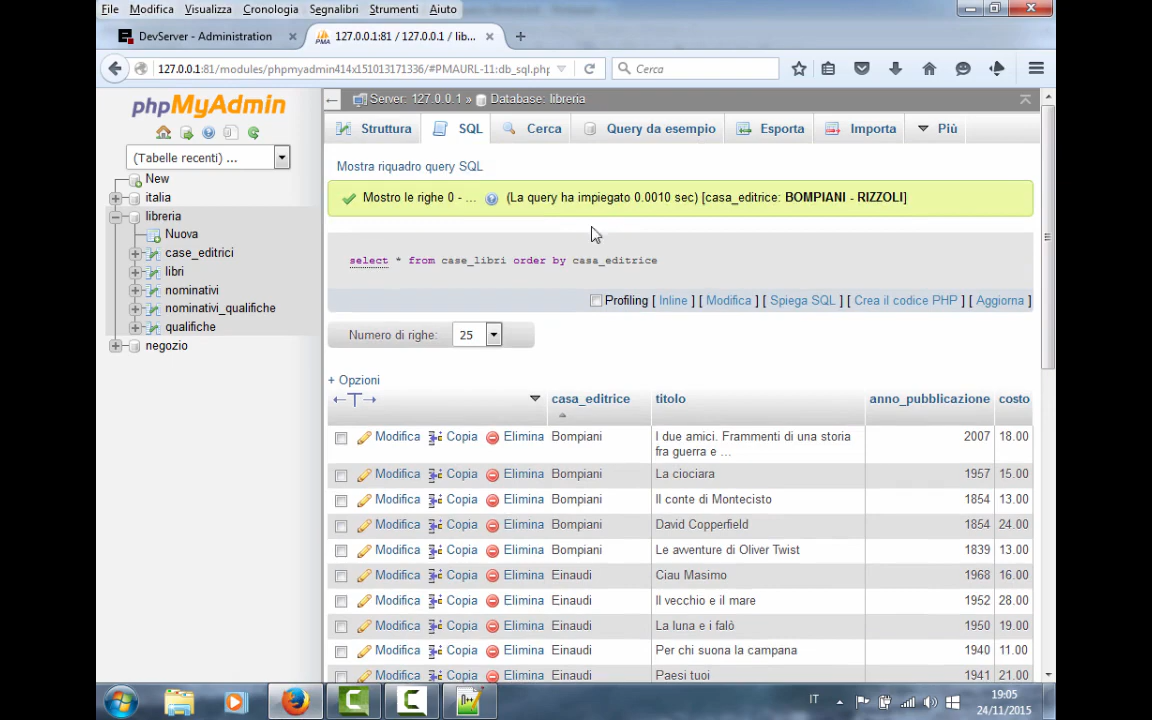 File Modifica Visualizza Cronologia Segnalibri Strumenti Aiuto
DevServer - Administration × 127.0.0.1:81 / 127.0.0.1 / lib... × +
127.0.0.1:81/modules/phpmyadmin414x151013171336/#PMAURL-11:db_sql.php Cerca
phpMyAdmin
(Tabelle recenti) ...
New
italia
libreria
Nuova
case_editrici
libri
nominativi
nominativi_qualifiche
qualifiche
negozio
Server: 127.0.0.1 » Database: libreria
Struttura SQL Cerca Query da esempio Esporta Importa Più
Mostra riquadro query SQL
Mostro le righe 0 - ... (La query ha impiegato 0.0010 sec) [casa_editrice: BOMPIANI - RIZZOLI]
select * from case_libri order by casa_editrice
Profiling [ Inline ] [ Modifica ] [ Spiega SQL ] [ Crea il codice PHP ] [ Aggiorna ]
Numero di righe: 25
+ Opzioni
←T→ casa_editrice titolo anno_pubblicazione costo
Modifica Copia Elimina Bompiani I due amici. Frammenti di una storia 2007 18.00
fra guerra e ...
Modifica Copia Elimina Bompiani La ciociara 1957 15.00
Modifica Copia Elimina Bompiani Il conte di Montecisto 1854 13.00
Modifica Copia Elimina Bompiani David Copperfield 1854 24.00
Modifica Copia Elimina Bompiani Le avventure di Oliver Twist 1839 13.00
Modifica Copia Elimina Einaudi Ciau Masimo 1968 16.00
Modifica Copia Elimina Einaudi Il vecchio e il mare 1952 28.00
Modifica Copia Elimina Einaudi La luna e i falò 1950 19.00
Modifica Copia Elimina Einaudi Per chi suona la campana 1940 11.00
Modifica Copia Elimina Einaudi Paesi tuoi 1941 21.00
IT 19:05
24/11/2015